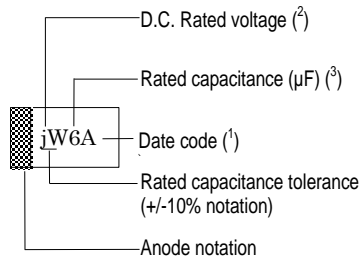 D.C. Rated voltage (²)
Rated capacitance (µF) (³)
jW6A
Date code (¹)
Rated capacitance tolerance
(+/-10% notation)
Anode notation